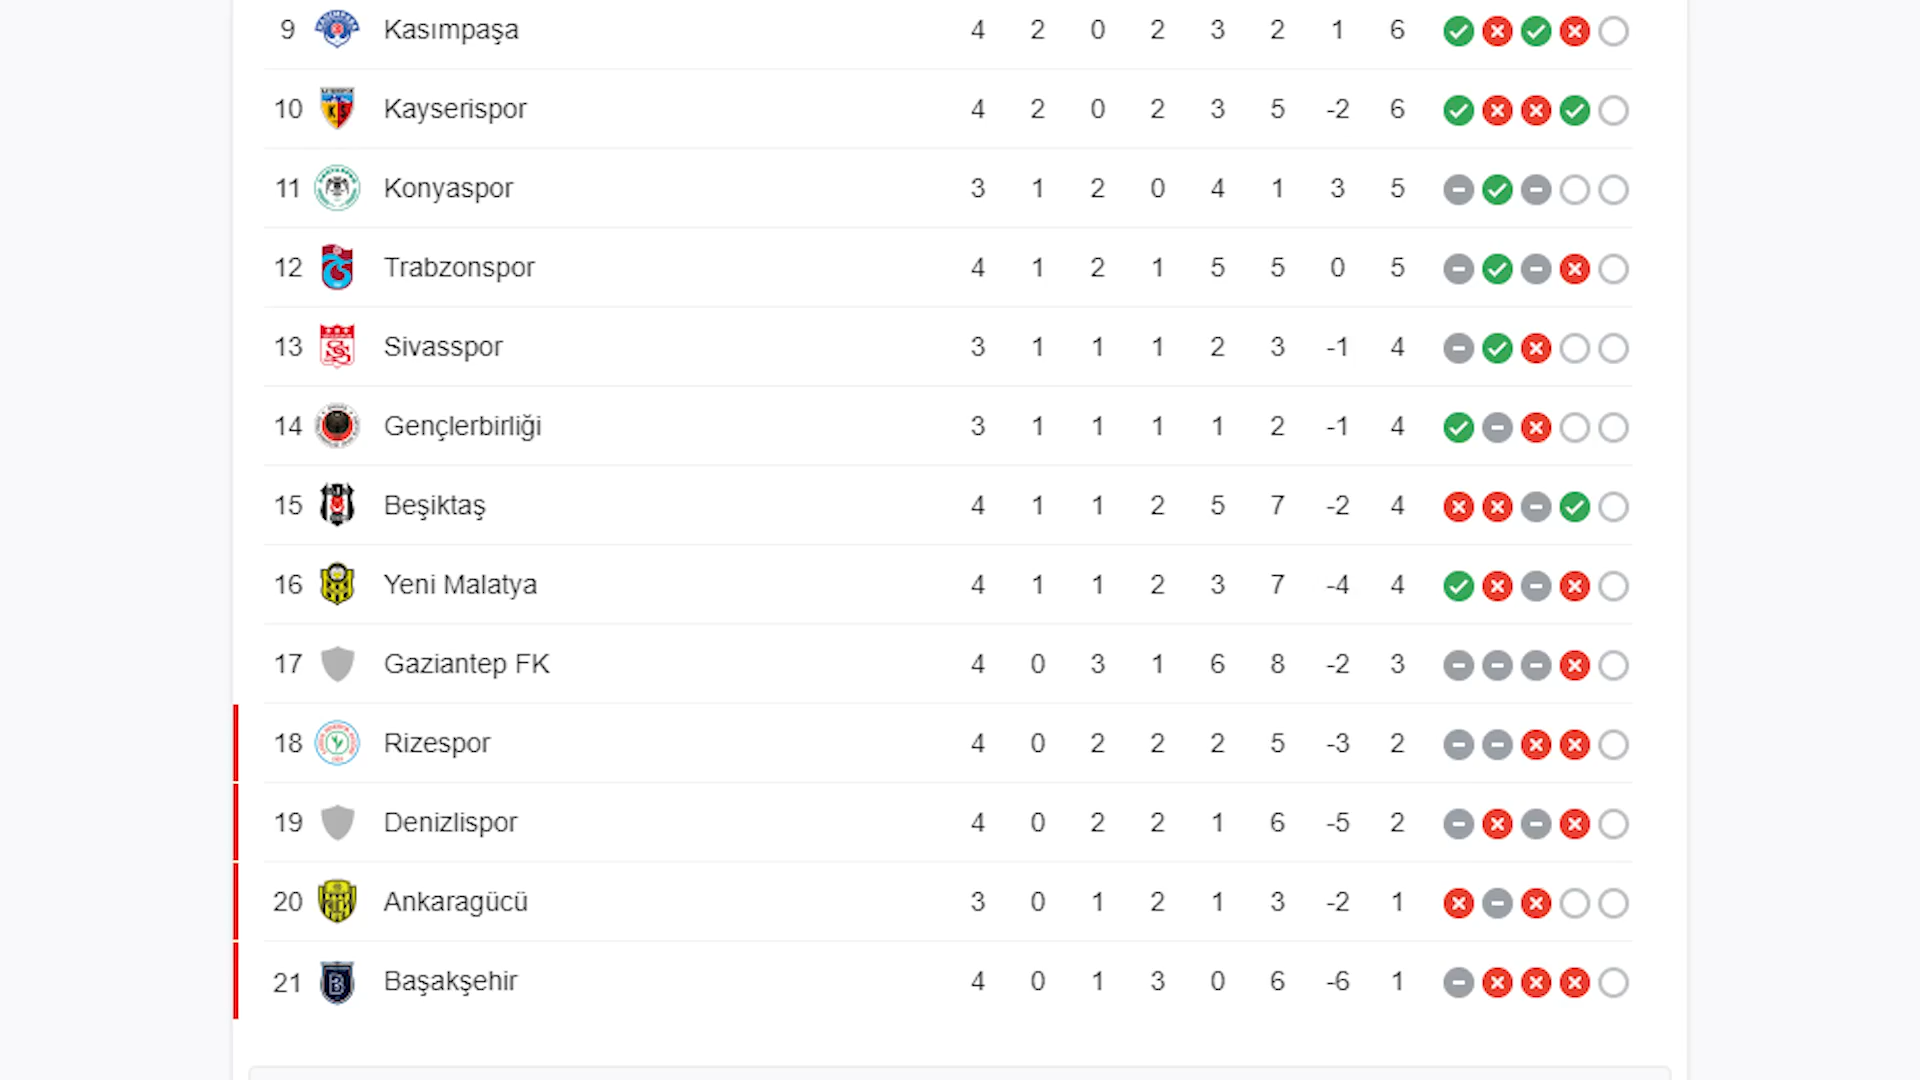 9 Kasımpaşa 4 2 0 2 3 2 1 6
10 Kayserispor 4 2 0 2 3 5 -2 6
11 Konyaspor 3 1 2 0 4 1 3 5
12 Trabzonspor 4 1 2 1 5 5 0 5
13 Sivasspor 3 1 1 1 2 3 -1 4
14 Gençlerbirliği 3 1 1 1 1 2 -1 4
15 Beşiktaş 4 1 1 2 5 7 -2 4
16 Yeni Malatya 4 1 1 2 3 7 -4 4
17 Gaziantep FK 4 0 3 1 6 8 -2 3
18 Rizespor 4 0 2 2 2 5 -3 2
19 Denizlispor 4 0 2 2 1 6 -5 2
20 Ankaragücü 3 0 1 2 1 3 -2 1
21 Başakşehir 4 0 1 3 0 6 -6 1